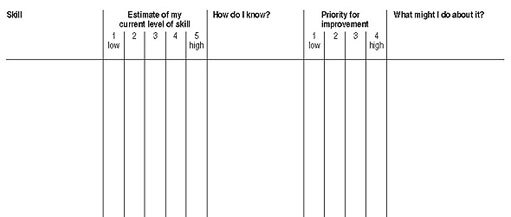 Skill Estimate of my How do I know? Priority for What might I do about it?
current level of skill improvement
1 2 3 4 5 1 2 3 4
low high low high